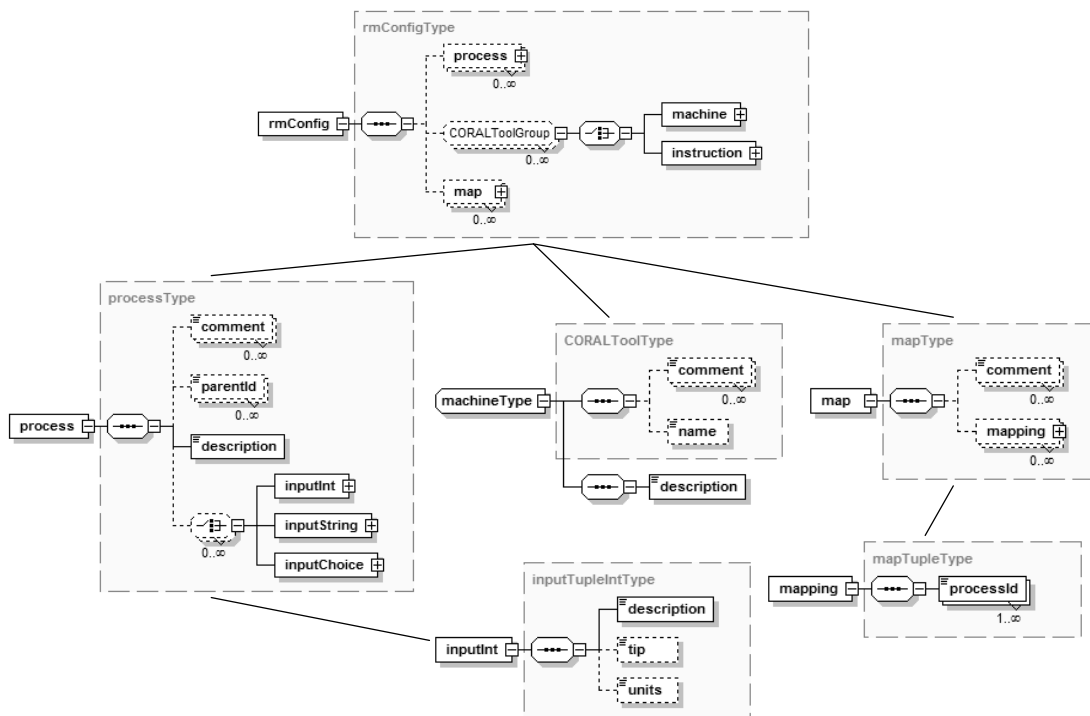 rmConfigType
process
0..∞
rmConfig
CORALToolGroup
0..∞
machine
instruction
map
0..∞
processType
comment
0..∞
parentId
0..∞
process
description
inputInt
inputString
0..∞
inputChoice
CORALToolType
comment
0..∞
machineType
name
description
mapType
comment
0..∞
map
mapping
0..∞
inputTupleIntType
description
inputInt
tip
units
mapTupleType
mapping
processId
1..∞